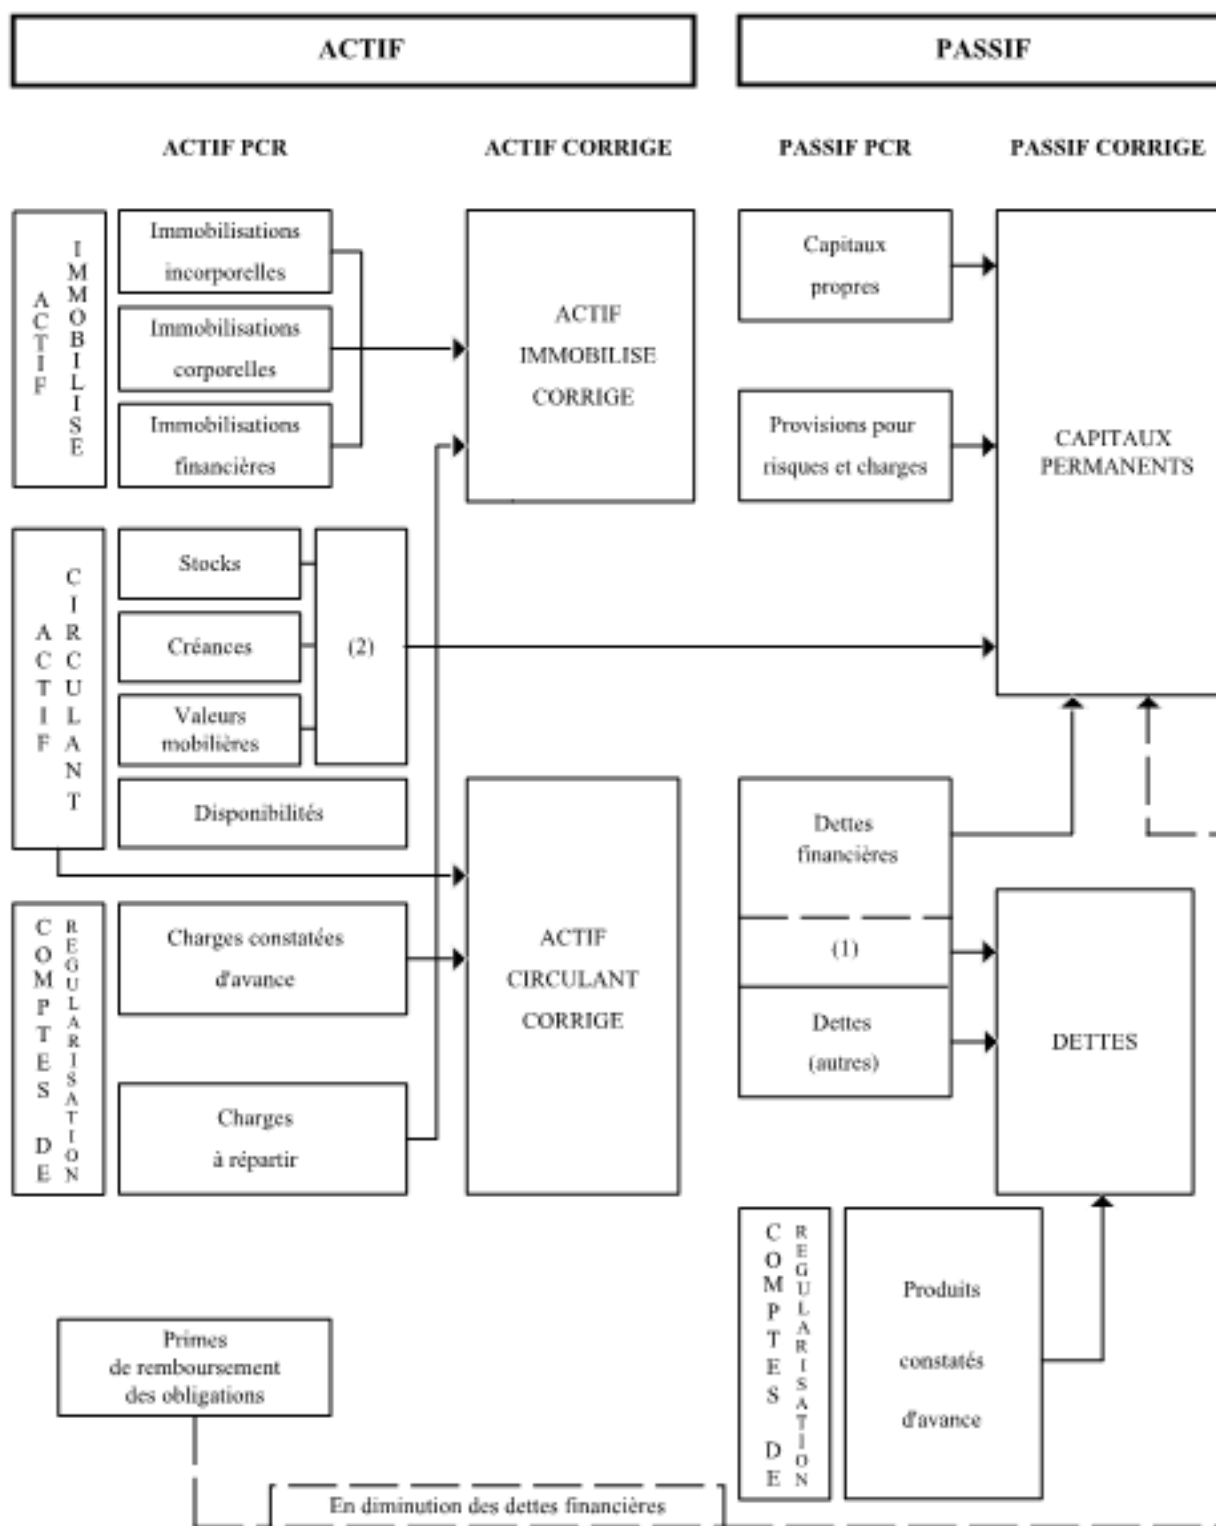 ACTIF
PASSIF
ACTIF PCR
ACTIF CORRIGE
PASSIF PCR
PASSIF CORRIGE
ACTIF
IMMOBILISE
Immobilisations
incorporelles
Immobilisations
corporelles
Immobilisations
financières
ACTIF
IMMOBILISE
CORRIGE
Capitaux
propres
Provisions pour
risques et charges
CAPITAUX
PERMANENTS
ACTIF
CIRCULANT
Stocks
Créances
Valeurs
mobilières
(2)
Disponibilités
COMPTES DE
REGULARISATION
Charges constatées
d'avance
Charges
à répartir
ACTIF
CIRCULANT
CORRIGE
Dettes
financières
(1)
Dettes
(autres)
DETTES
COMPTES DE
REGULARISATION
Produits
constatés
d'avance
Primes
de remboursement
des obligations
En diminution des dettes financières